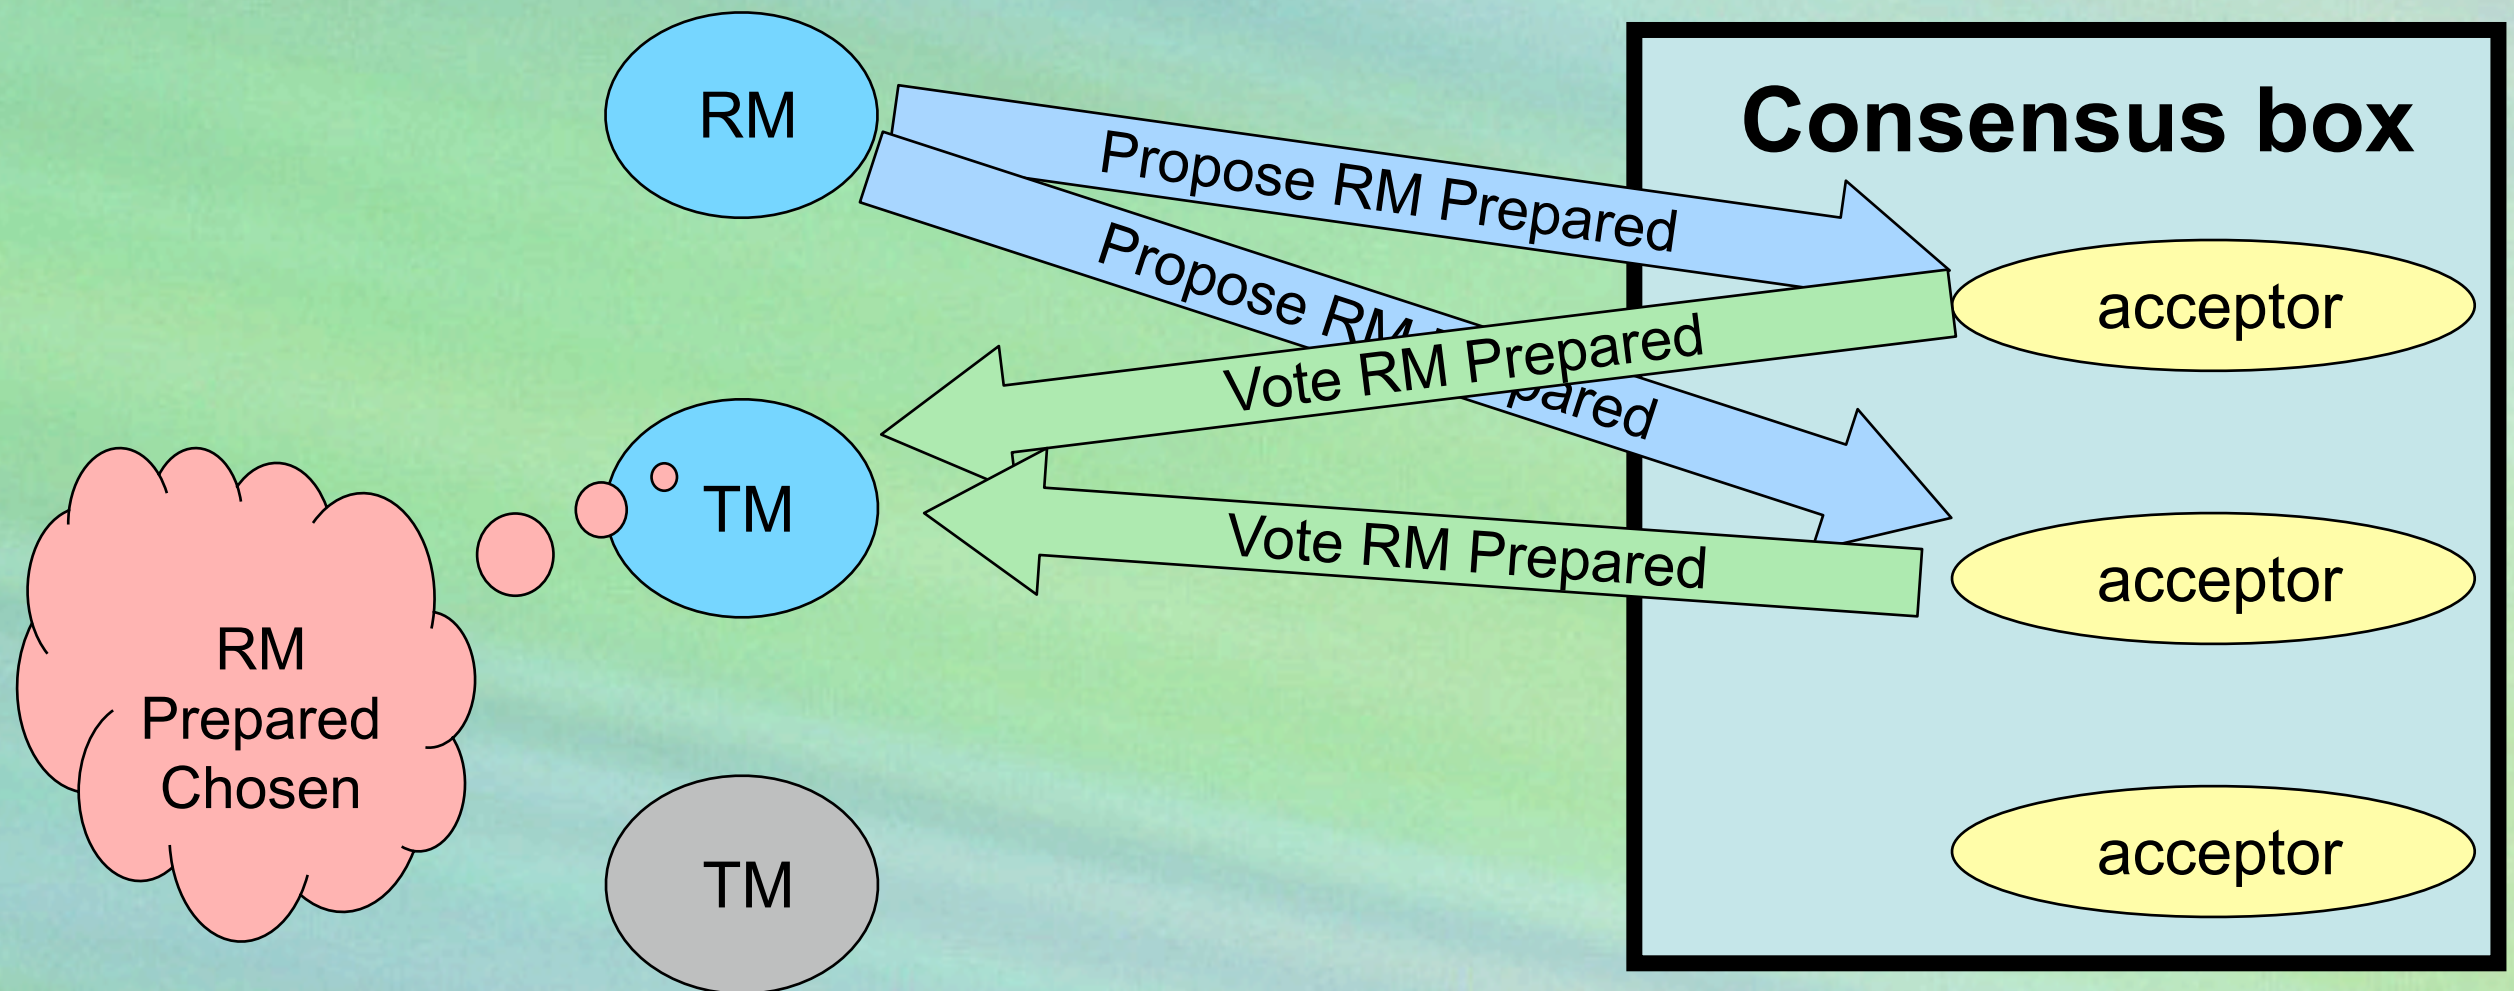 RM
Consensus box
Propose RM Prepared
Propose RM pared
Vote RM Prepared
acceptor
TM
Vote RM Prepared
acceptor
RM
Prepared
Chosen
TM
acceptor